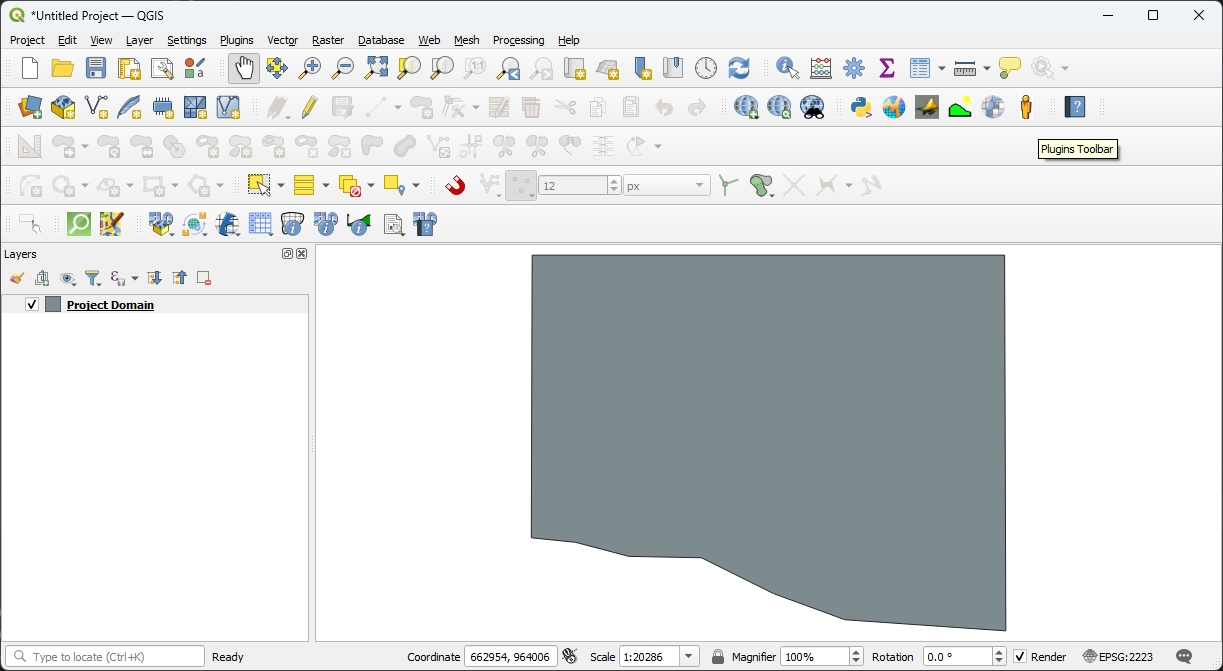 *Untitled Project — QGIS
Project Edit View Layer Settings Plugins Vector Raster Database Web Mesh Processing Help
Plugins Toolbar
12 px
Layers
Project Domain
Type to locate (Ctrl+K) Ready Coordinate 662954, 964006 Scale 1:20286 Magnifier 100% Rotation 0.0 ° Render EPSG:2223